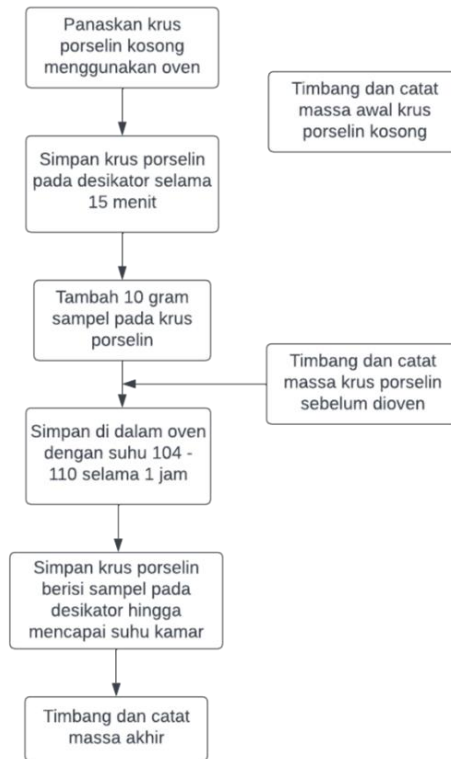 Panaskan krus
porselin kosong
menggunakan oven
Timbang dan catat
massa awal krus
porselin kosong
Simpan krus porselin
pada desikator selama
15 menit
Tambah 10 gram
sampel pada krus
porselin
Timbang dan catat
massa krus porselin
sebelum dioven
Simpan di dalam oven
dengan suhu 104 -
110 selama 1 jam
Simpan krus porselin
berisi sampel pada
desikator hingga
mencapai suhu kamar
Timbang dan catat
massa akhir